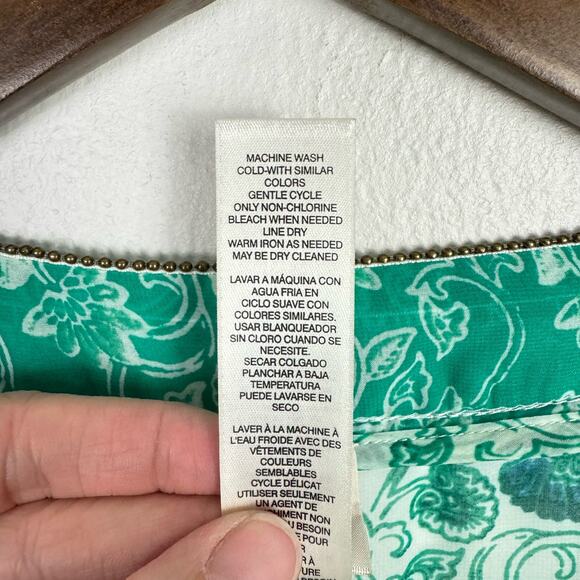 MACHINE WASH
COLD-WITH SIMILAR
COLORS
GENTLE CYCLE
ONLY NON-CHLORINE
BLEACH WHEN NEEDED
LINE DRY
WARM IRON AS NEEDED
MAY BE DRY CLEANED
LAVAR A MÁQUINA CON
AGUA FRIA EN
CICLO SUAVE CON
COLORES SIMILARES.
USAR BLANQUEADOR
SIN CLORO CUANDO SE
NECESITE.
SECAR COLGADO
PLANCHAR A BAJA
TEMPERATURA
PUEDE LAVARSE EN
SECO
LAVER À LA MACHINE À
L'EAU FROIDE AVEC DES
VÊTEMENTS DE
COULEURS
SEMBLABLES
CYCLE DÉLICAT
UTILISER SEULEMENT
UN AGENT DE
NON
BESOIN
POUR